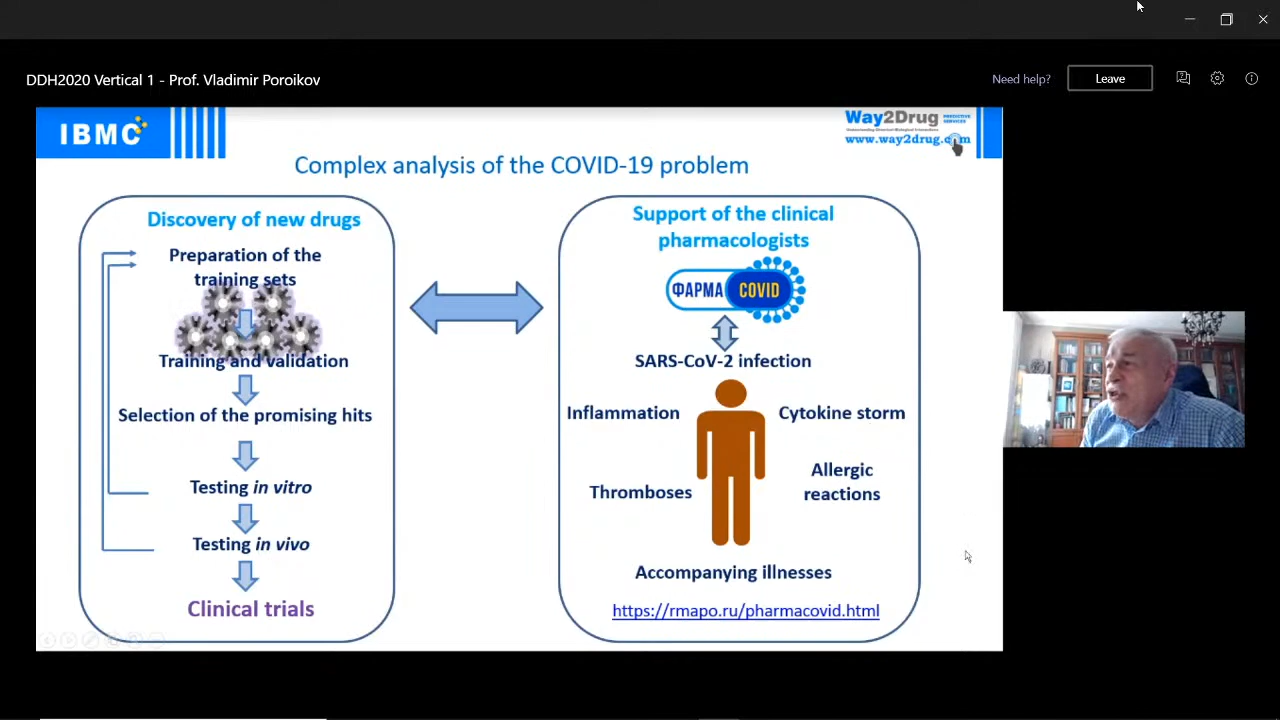 DDH2020 Vertical 1 - Prof. Vladimir Poroikov
Need help?
Leave
IBMC
Way2Drug PREDICTIVE SERVICES
www.way2drug.com
Complex analysis of the COVID-19 problem
Discovery of new drugs
Preparation of the
training sets
Training and validation
Selection of the promising hits
Testing in vitro
Testing in vivo
Clinical trials
Support of the clinical
pharmacologists
ФАРМА COVID
SARS-CoV-2 infection
Inflammation
Cytokine storm
Thromboses
Allergic
reactions
Accompanying illnesses
https://rmapo.ru/pharmacovid.html